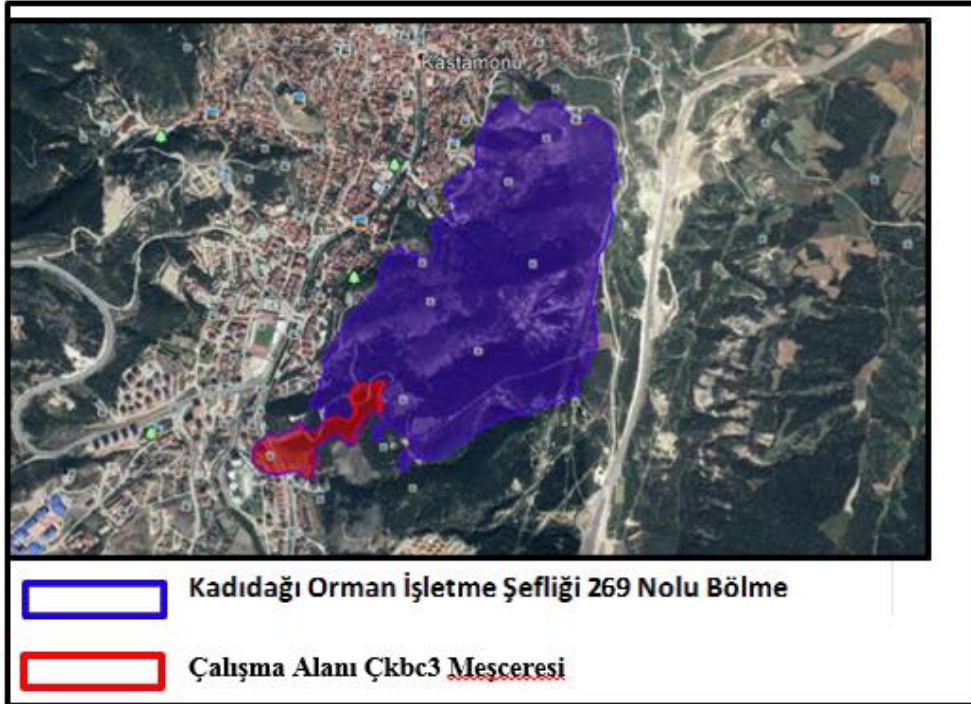 Kastamonu
Kadıdağı Orman İşletme Şefliği 269 Nolu Bölme
Çalışma Alanı Çkbc3 Meşceresi